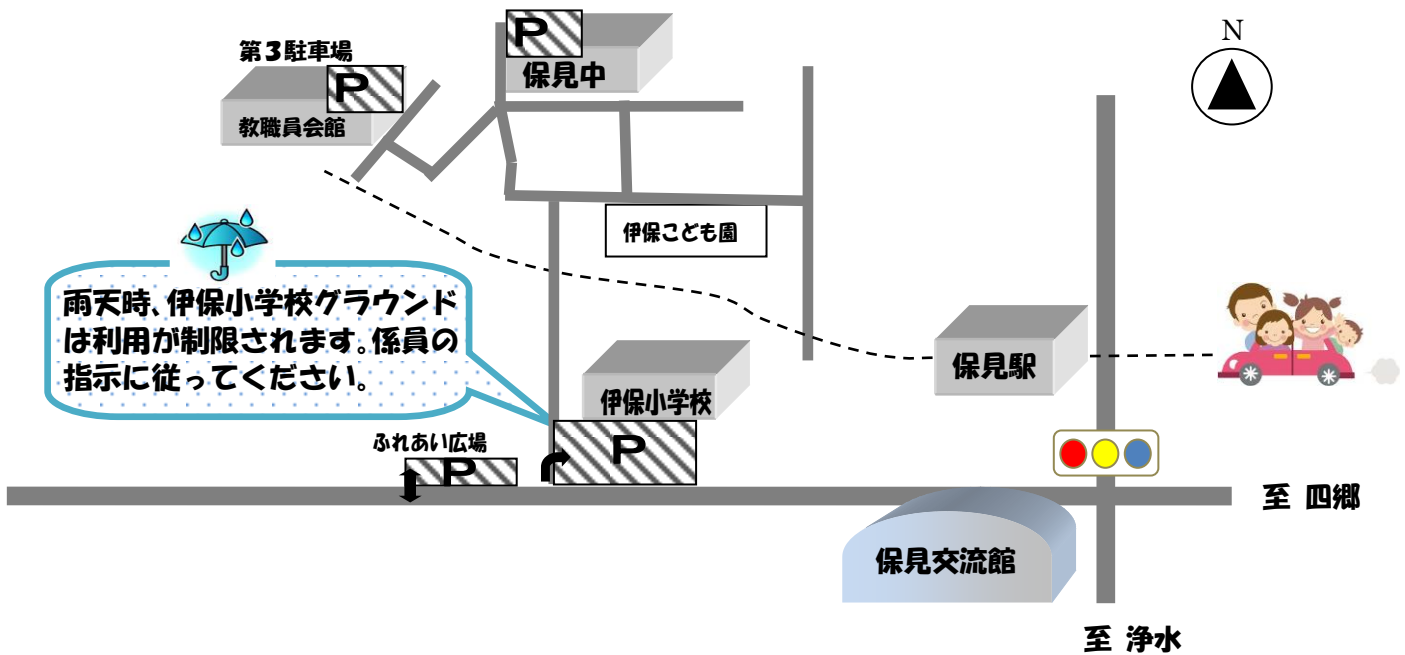 N
第3駐車場
P
P
保見中
教職員会館
伊保こども園
雨天時、伊保小学校グラウンド
は利用が制限されます。係員の
指示に従ってください。
保見駅
伊保小学校
ふれあい広場
P
P
至 四郷
保見交流館
至 浄水